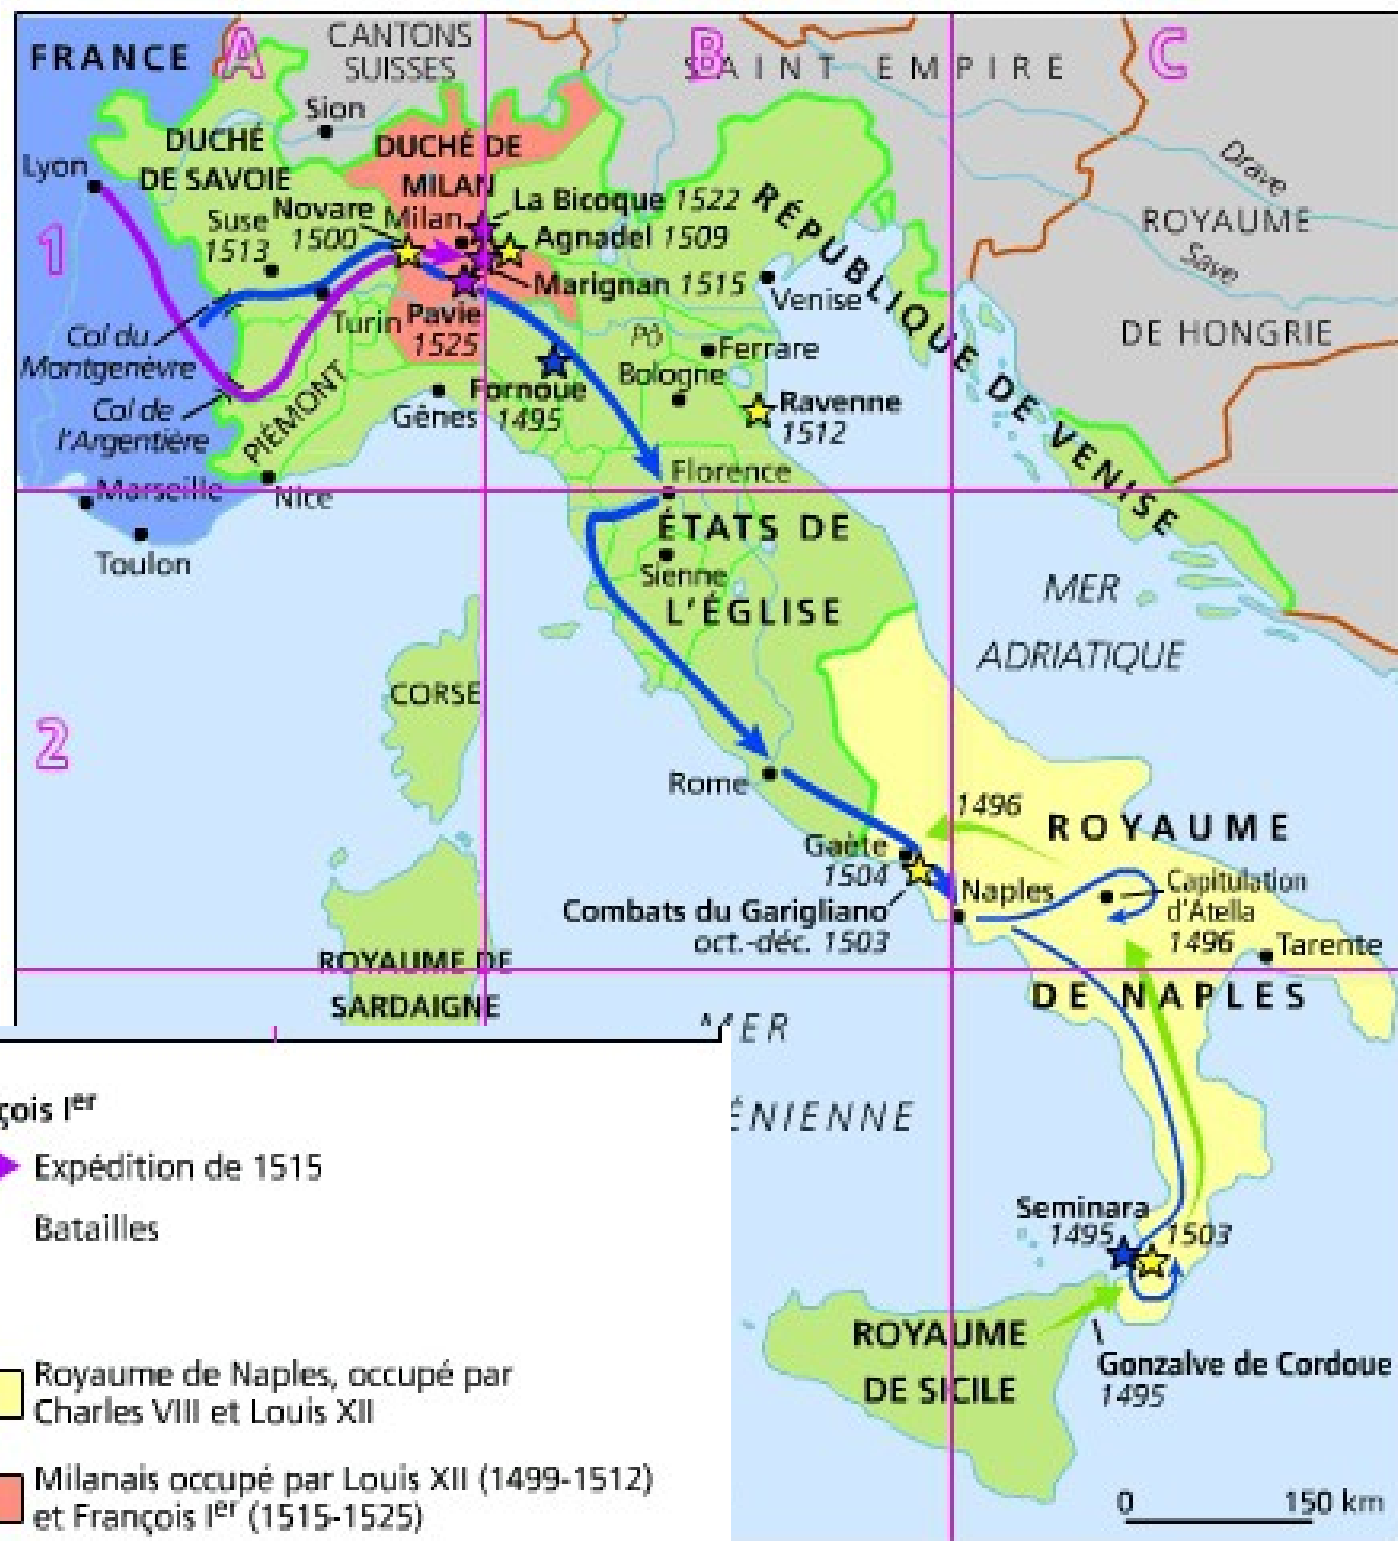 FRANCE
A
CANTONS
SUISSES
B
SAINT EMPIRE
C
Sion
DUCHÉ
DE SAVOIE
DUCHÉ DE
MILAN
Lyon
Drave
La Bicoque 1522
RÉPUBLIQUE DE VENISE
ROYAUME
DE HONGRIE
Save
1
Suse
1513
Novare
1500
Milan
Agnadel 1509
Marignan 1515
Venise
Turin
Pavie
1525
Col du
Montgenèvre
Pô
Ferrare
Bologne
Fornoue
1495
Gênes
Ravenne
1512
Col de
l'Argentière
PIÉMONT
Florence
Marseille
Nice
Toulon
ÉTATS DE
L'ÉGLISE
Sienne
MER
ADRIATIQUE
CORSE
2
Rome
1496
ROYAUME
DE NAPLES
Gaète
1504
Naples
Capitulation
d'Atella
1496
Combats du Garigliano
oct.-déc. 1503
Tarente
ROYAUME DE
SARDAIGNE
MER
ÉNIENNE
Seminara
1495
1503
ROYAUME
DE SICILE
Gonzalve de Cordoue
1495
0 150 km
çois Ier
Expédition de 1515
Batailles
Royaume de Naples, occupé par
Charles VIII et Louis XII
Milanais occupé par Louis XII (1499-1512)
et François Ier (1515-1525)